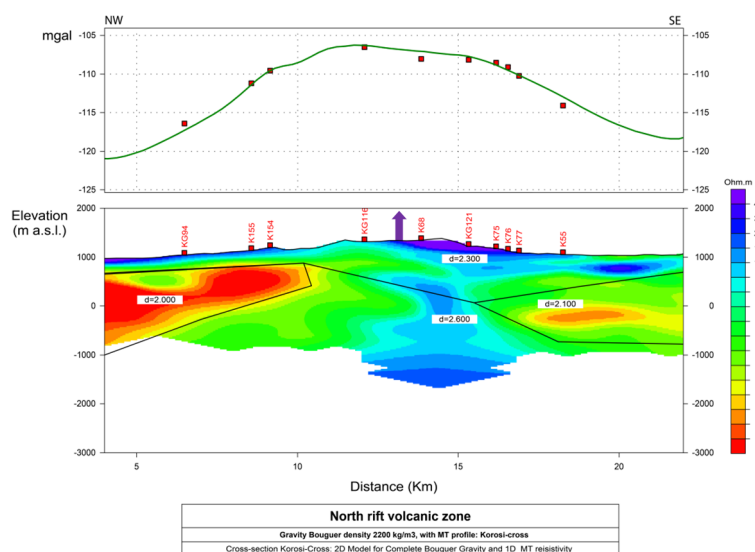 NW
SE
mgal
-105
-110
-115
-120
-125
-105
-110
-115
-120
-125
Ohm.m
Elevation
(m a.s.l.)
2000
1000
0
-1000
-2000
-3000
2000
1000
0
-1000
-2000
-3000
KG94
K155
K154
KG116
K68
KG121
K75
K76
K77
K55
d=2.300
d=2.000
d=2.100
d=2.600
5
10
15
20
Distance (Km)
North rift volcanic zone
Gravity Bouguer density 2200 kg/m3, with MT profile: Korosi-cross
Cross-section Korosi-Cross: 2D Model for Complete Bouguer Gravity and 1D MT reisistivity